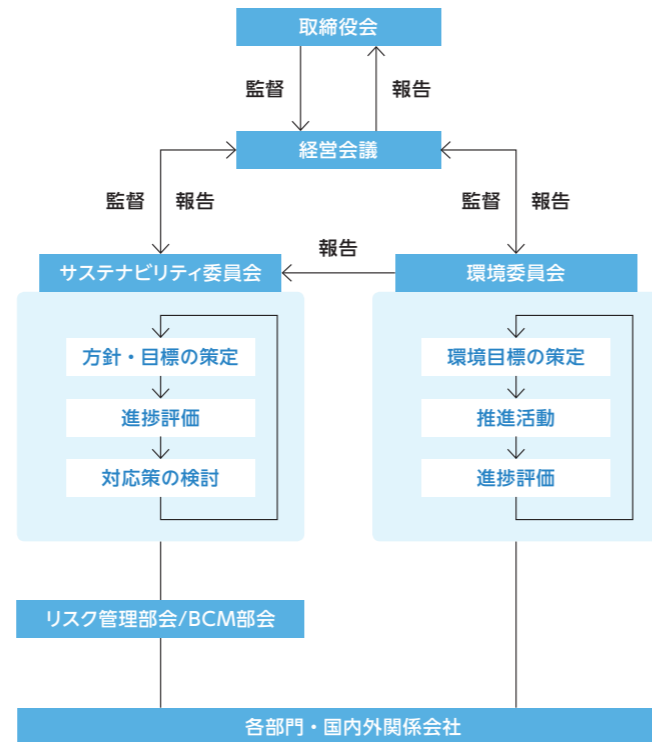 取締役会
監督
報告
経営会議
監督
報告
監督
報告
サステナビリティ委員会
報告
環境委員会
方針・目標の策定
進捗評価
対応策の検討
環境目標の策定
推進活動
進捗評価
リスク管理部会/BCM部会
各部門・国内外関係会社